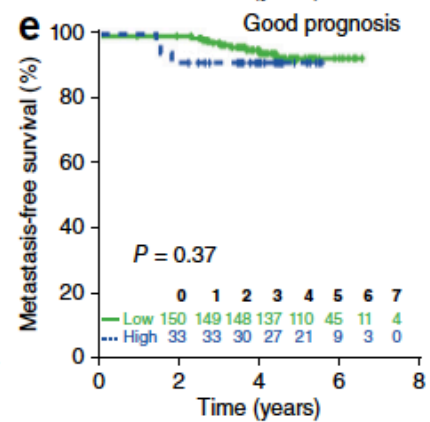 e
Good prognosis
Metastasis-free survival (%)
100
80
60
40
20
0
P = 0.37
0 1 2 3 4 5 6 7
Low 150 149 148 137 110 45 11 4
High 33 33 30 27 21 9 3 0
0 2 4 6 8
Time (years)